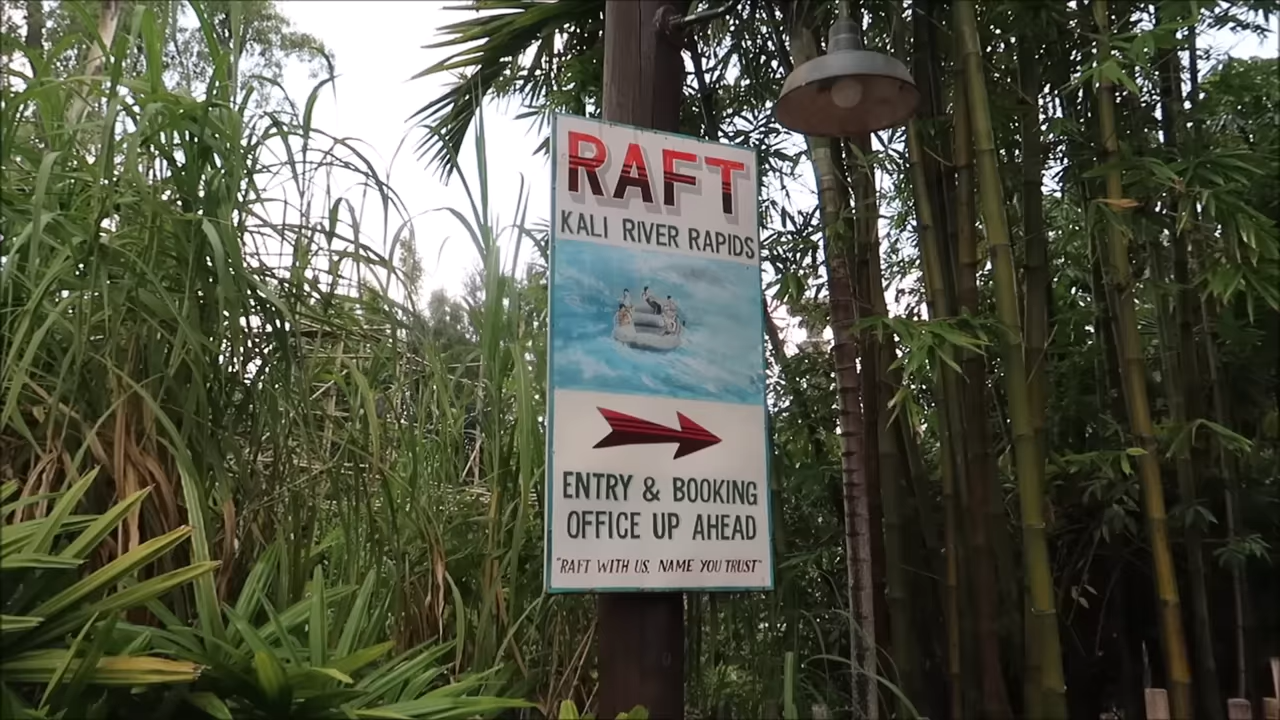 RAFT
KALI RIVER RAPIDS
ENTRY & BOOKING
OFFICE UP AHEAD
"RAFT WITH US, NAME YOU TRUST"